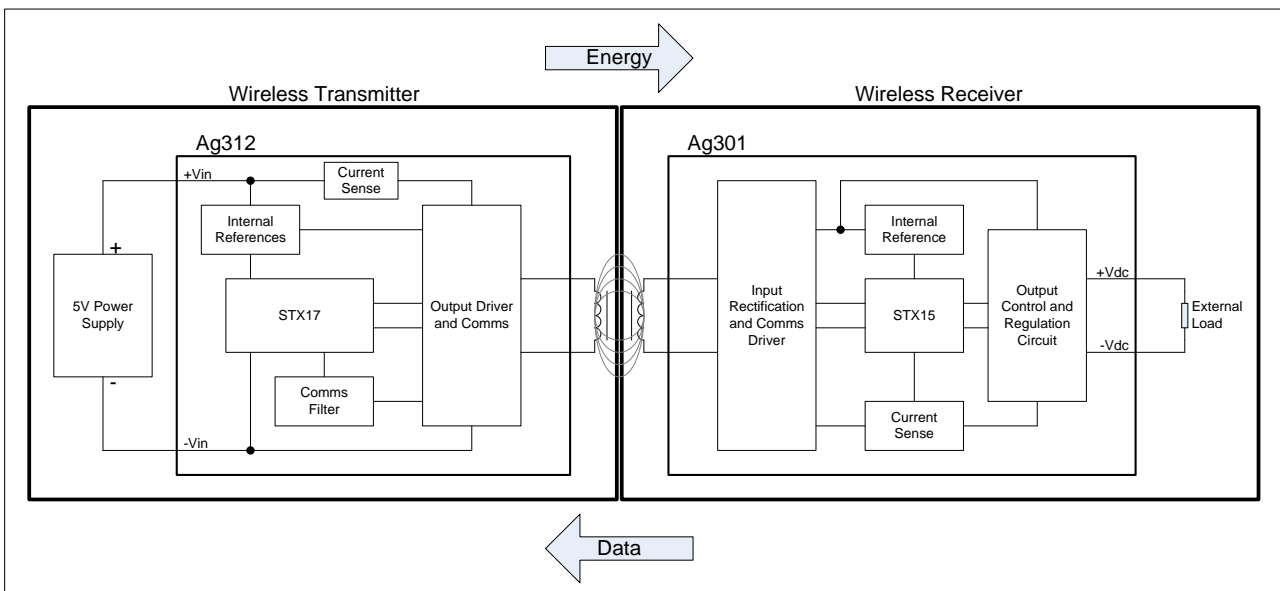 Energy
Wireless Transmitter
Wireless Receiver
Ag312
Ag301
+Vin
Current
Sense
Internal
References
Internal
Reference
+
5V Power
Supply
-
STX17
Output Driver
and Comms
Input
Rectification
and Comms
Driver
STX15
Output
Control and
Regulation
Circuit
+Vdc
-Vdc
External
Load
Comms
Filter
Current
Sense
-Vin
Data